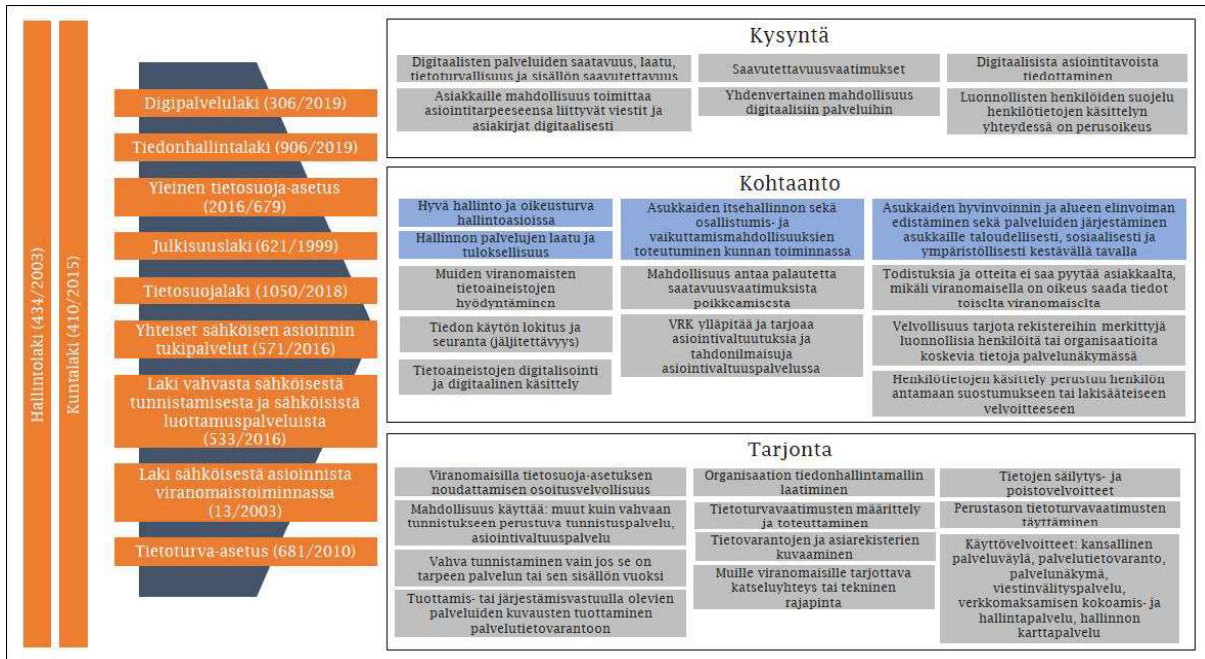 Hallintolaki (434/2003)
Kuntalaki (410/2015)
Digipalvelulaki (306/2019)
Tiedonhallintalaki (906/2019)
Yleinen tietosuoja-asetus
(2016/679)
Julkisuuslaki (621/1999)
Tietosuojalaki (1050/2018)
Yhteiset sähköisen asioinnin
tukipalvelut (571/2016)
Laki vahvasta sähköisestä
tunnistamisesta ja sähköisistä
luottamuspalveluista
(533/2016)
Laki sähköisestä asioinnista
viranomaistoiminnassa
(13/2003)
Tietoturva-asetus (681/2010)
Kysyntä
Digitaalisten palveluiden saatavuus, laatu,
tietoturvallisuus ja sisällön saavutettavuus
Asiakkaille mahdollisuus toimittaa
asiointitarpeeseensa liittyvät viestit ja
asiakirjat digitaalisesti
Saavutettavuusvaatimukset
Yhdenvertainen mahdollisuus
digitaalisiin palveluihin
Digitaalisista asiointitavoista
tiedottaminen
Luonnollisten henkilöiden suojelu
henkilötietojen käsittelyn
yhteydessä on perusoikeus
Kohtaanto
Hyvä hallinto ja oikeusturva
hallintoasioissa
Hallinnon palvelujen laatu ja
tuloksellisuus
Muiden viranomaisten
tietoaineistojen
hyödyntäminen
Tiedon käytön lokitus ja
seuranta (jäljitettävyys)
Tietoaineistojen digitalisointi
ja digitaalinen käsittely
Asukkaiden itsehallinnon sekä
osallistumis- ja
vaikuttamismahdollisuuksien
toteutuminen kunnan toiminnassa
Mahdollisuus antaa palautetta
saatavuusvaatimuksista
poikkeamisesta
VRK ylläpitää ja tarjoaa
asiointivaltuutuksia ja
tahdonilmaisuja
asiointivaltuuspalvelussa
Asukkaiden hyvinvoinnin ja alueen elinvoiman
edistäminen sekä palveluiden järjestäminen
asukkaille taloudellisesti, sosiaalisesti ja
ympäristöllisesti kestävällä tavalla
Todistuksia ja otteita ei saa pyytää asiakkaalta,
mikäli viranomaisella on oikeus saada tiedot
toiselta viranomaiselta
Velvollisuus tarjota rekistereihin merkittyjä
luonnollisia henkilöitä tai organisaatioita
koskevia tietoja palvelunäkymässä
Henkilötietojen käsittely perustuu henkilön
antamaan suostumukseen tai lakisääteiseen
velvoitteeseen
Tarjonta
Viranomaisilla tietosuoja-asetuksen
noudattamisen osoitusvelvollisuus
Mahdollisuus käyttää: muut kuin vahvaan
tunnistukseen perustuva tunnistuspalvelu,
asiointivaltuuspalvelu
Vahva tunnistaminen vain jos se on
tarpeen palvelun tai sen sisällön vuoksi
Tuottamis- tai järjestämisvastuulla olevien
palveluiden kuvausten tuottaminen
palvelutietovarantoon
Organisaation tiedonhallintamallin
laatiminen
Tietoturvavaatimusten määrittely
ja toteuttaminen
Tietovarantojen ja asiarekisterien
kuvaaminen
Muille viranomaisille tarjottava
katseluyhteys tai tekninen
rajapinta
Tietojen säilytys- ja
poistovelvoitteet
Perustason tietoturvavaatimusten
täyttäminen
Käyttövelvoitteet: kansallinen
palveluväylä, palvelutietovaranto,
palvelunäkymä,
viestinvälityspalvelu,
verkkomaksamisen kokoamis- ja
hallintapalvelu, hallinnon
karttapalvelu